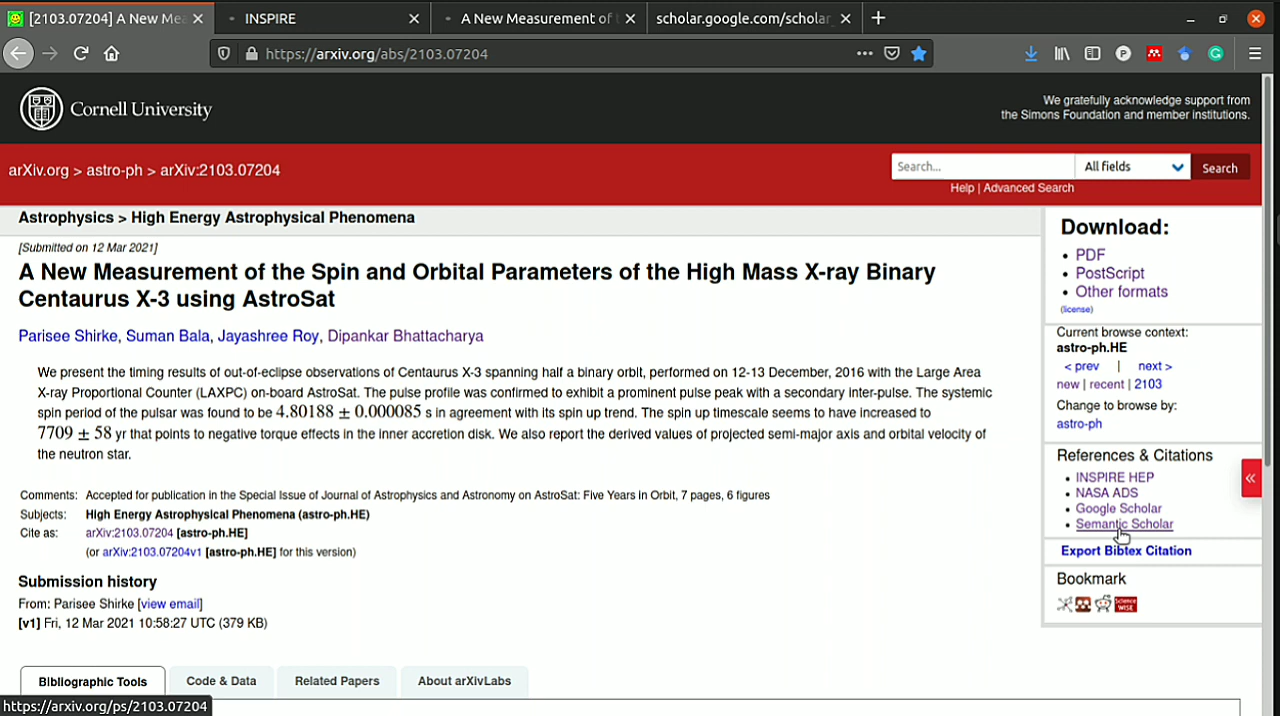 [2103.07204] A New Mea
INSPIRE
A New Measurement of
scholar.google.com/scholar
https://arxiv.org/abs/2103.07204
Cornell University
We gratefully acknowledge support from
the Simons Foundation and member institutions.
arXiv.org > astro-ph > arXiv:2103.07204
Search...
All fields
Search
Help | Advanced Search
Astrophysics > High Energy Astrophysical Phenomena
[Submitted on 12 Mar 2021]
A New Measurement of the Spin and Orbital Parameters of the High Mass X-ray Binary
Centaurus X-3 using AstroSat
Parisee Shirke, Suman Bala, Jayashree Roy, Dipankar Bhattacharya
We present the timing results of out-of-eclipse observations of Centaurus X-3 spanning half a binary orbit, performed on 12-13 December, 2016 with the Large Area
X-ray Proportional Counter (LAXPC) on-board AstroSat. The pulse profile was confirmed to exhibit a prominent pulse peak with a secondary inter-pulse. The systemic
spin period of the pulsar was found to be 4.80188 ± 0.000085 s in agreement with its spin up trend. The spin up timescale seems to have increased to
7709 ± 58 yr that points to negative torque effects in the inner accretion disk. We also report the derived values of projected semi-major axis and orbital velocity of
the neutron star.
Comments: Accepted for publication in the Special Issue of Journal of Astrophysics and Astronomy on AstroSat: Five Years in Orbit, 7 pages, 6 figures
Subjects: High Energy Astrophysical Phenomena (astro-ph.HE)
Cite as: arXiv:2103.07204 [astro-ph.HE]
(or arXiv:2103.07204v1 [astro-ph.HE] for this version)
Submission history
From: Parisee Shirke [view email]
[v1] Fri, 12 Mar 2021 10:58:27 UTC (379 KB)
Bibliographic Tools
Code & Data
Related Papers
About arXivLabs
https://arxiv.org/ps/2103.07204
Download:
PDF
PostScript
Other formats
(license)
Current browse context:
astro-ph.HE
< prev | next >
new | recent | 2103
Change to browse by:
astro-ph
References & Citations
INSPIRE HEP
NASA ADS
Google Scholar
Semantic Scholar
Export Bibtex Citation
Bookmark